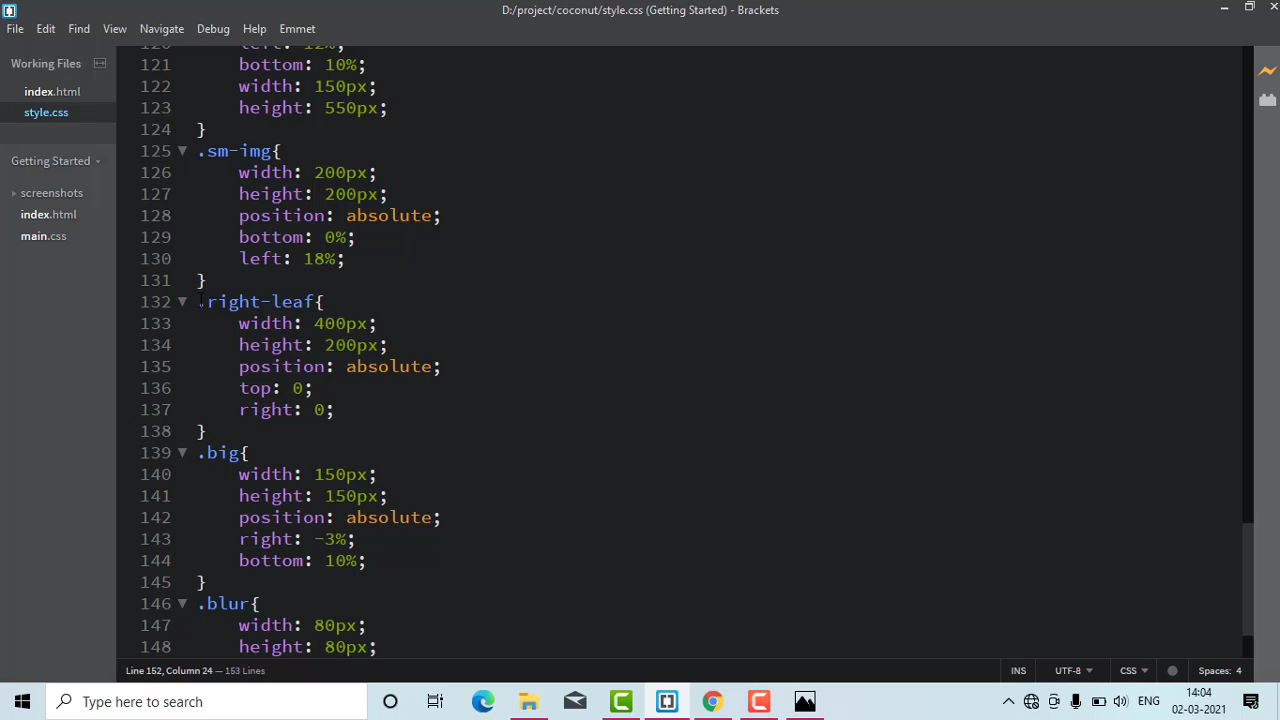 D:/project/coconut/style.css (Getting Started) - Brackets
File Edit Find View Navigate Debug Help Emmet
Working Files
index.html
style.css
Getting Started
screenshots
index.html
main.css
120 left: 12%;
121 bottom: 10%;
122 width: 150px;
123 height: 550px;
124 }
125 .sm-img{
126 width: 200px;
127 height: 200px;
128 position: absolute;
129 bottom: 0%;
130 left: 18%;
131 }
132 .right-leaf{
133 width: 400px;
134 height: 200px;
135 position: absolute;
136 top: 0;
137 right: 0;
138 }
139 .big{
140 width: 150px;
141 height: 150px;
142 position: absolute;
143 right: -3%;
144 bottom: 10%;
145 }
146 .blur{
147 width: 80px;
148 height: 80px;
Line 152, Column 24 — 153 Lines
INS UTF-8 CSS Spaces: 4
Type here to search
ENG
14:04
02-03-2021